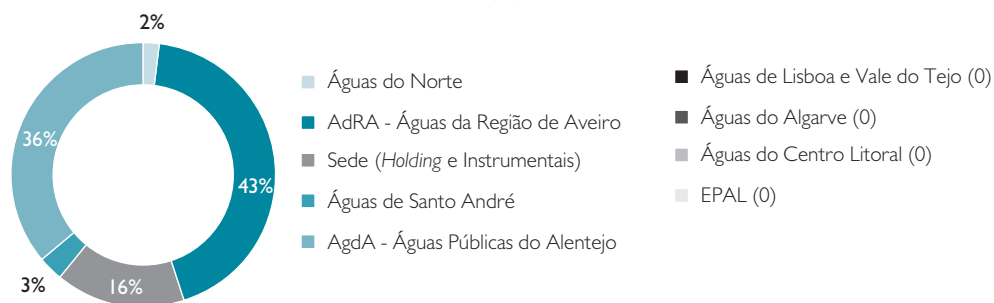 2%
36%
43%
3%
16%
Águas do Norte
AdRA - Águas da Região de Aveiro
Sede (Holding e Instrumentais)
Águas de Santo André
AgdA - Águas Públicas do Alentejo
Águas de Lisboa e Vale do Tejo (0)
Águas do Algarve (0)
Águas do Centro Litoral (0)
EPAL (0)